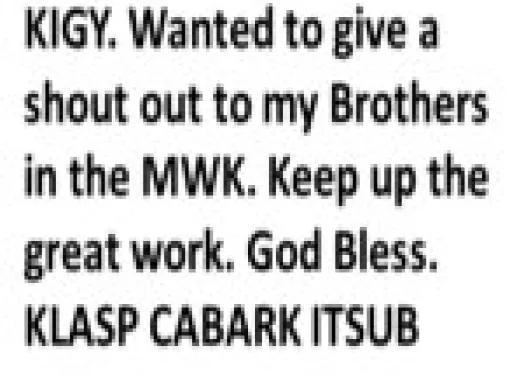 KIGY. Wanted to give a
shout out to my Brothers
in the MWK. Keep up the
great work. God Bless.
KLASP CABARK ITSUB